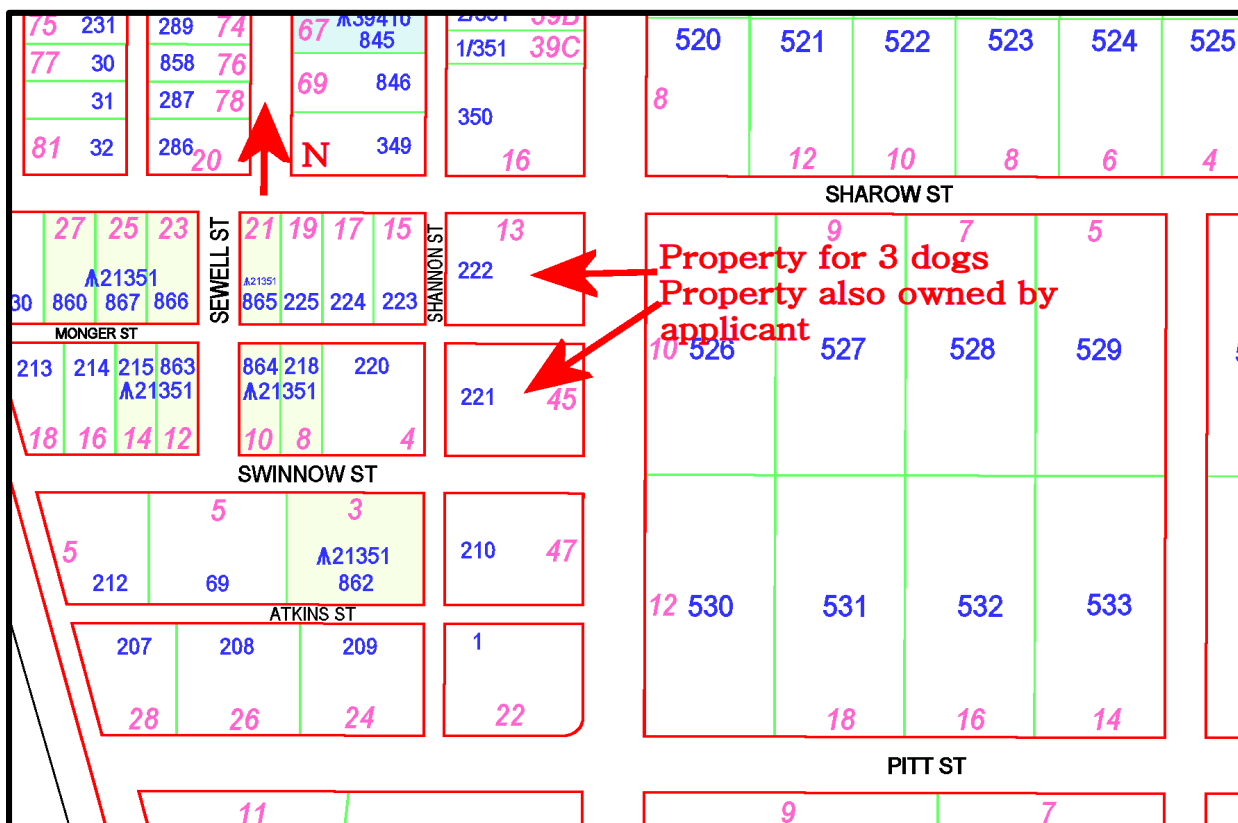 75 231 289 74 67 ₳39410 2/351 39B
845
520 521 522 523 524 525
77 30 858 76 1/351 39C
69 846
31 287 78 8
350
81 32 286 20 N 349 16 12 10 8 6 4
SHAROW ST
27 25 23 21 19 17 15 13 9 7 5
SEWELL ST
SHANNON ST
21351 21351 222
30 860 867 866 865 225 224 223
Property for 3 dogs
Property also owned by
applicant
MONGER ST
213 214 215 863 864 218 220 10 526 527 528 529
21351 21351 221 45
18 16 14 12 10 8 4
SWINNOW ST
5 3
5 21351 210 47
212 69 862 12 530 531 532 533
ATKINS ST
207 208 209 1
28 26 24 22 18 16 14
PITT ST
11 9 7